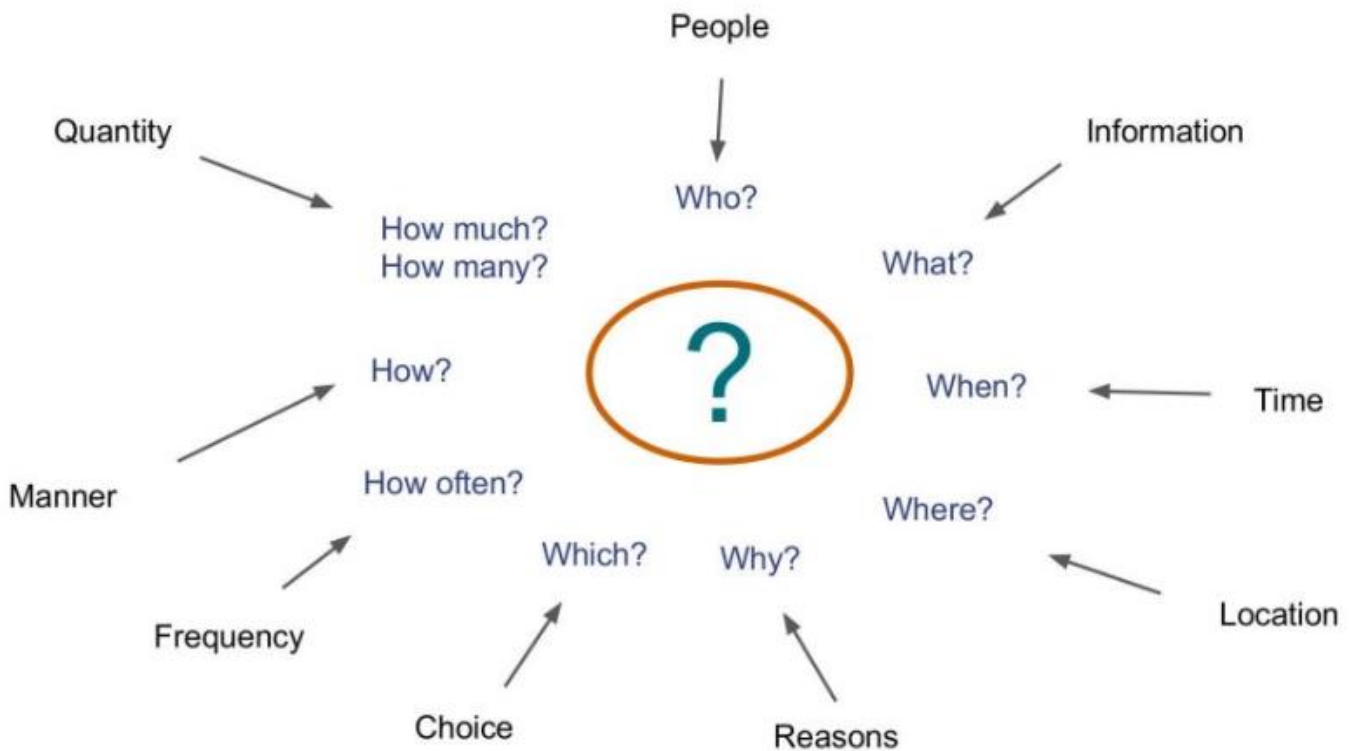 People
Quantity
Information
Who?
How much?
How many?
What?
?
How?
When?
Time
Manner
How often?
Where?
Which?
Why?
Frequency
Location
Choice
Reasons